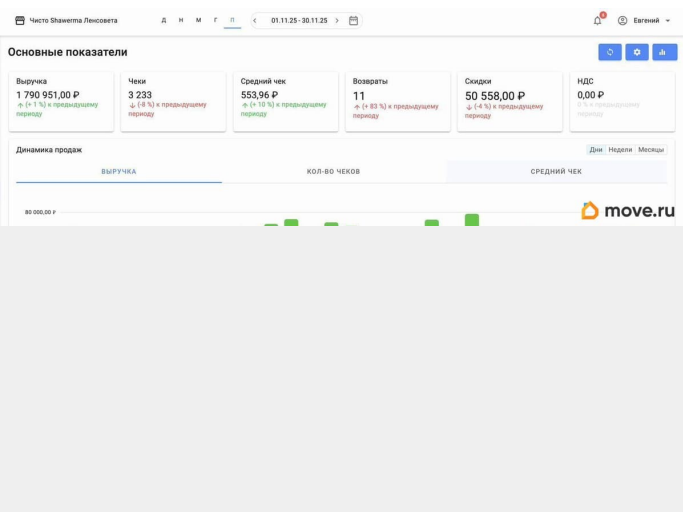 Чисто Shawerma Ленсовета
Д Н М Г П
01.11.25 - 30.11.25
Евгений
Основные показатели
Выручка
1 790 951,00 ₽
(+ 1 %) к предыдущему
периоду
Чеки
3 233
(-8 %) к предыдущему
периоду
Средний чек
553,96 ₽
(+ 10 %) к предыдущему
периоду
Возвраты
11
(+ 83 %) к предыдущему
периоду
Скидки
50 558,00 ₽
(-4 %) к предыдущему
периоду
НДС
0,00 ₽
к предыдущему
периоду
Динамика продаж
Дни Недели Месяцы
ВЫРУЧКА
КОЛ-ВО ЧЕКОВ
СРЕДНИЙ ЧЕК
80 000,00 ₽
move.ru